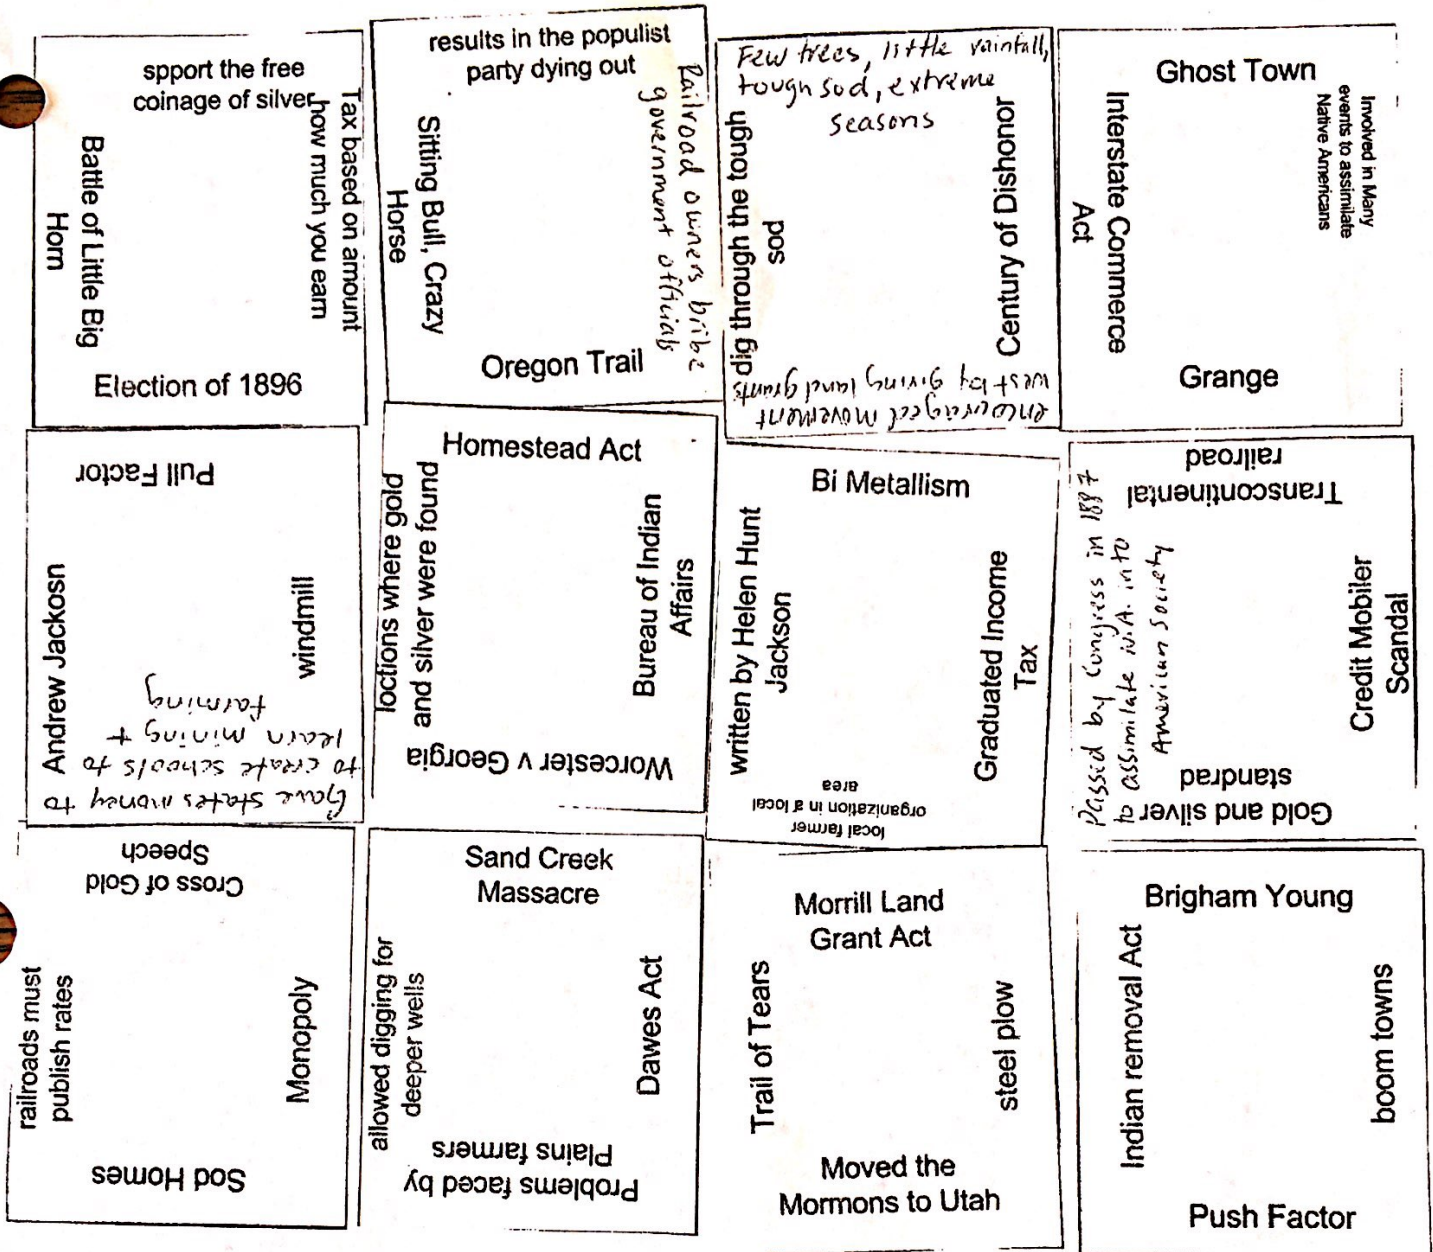 spport the free
coinage of silver
Tax based on amount
how much you earn
Battle of Little Big
Horn
Election of 1896
results in the populist
party dying out
Railroad owners bribe
government officials
Sitting Bull, Crazy
Horse
Oregon Trail
Few trees, little rainfall,
tough sod, extreme
seasons
Century of Dishonor
dig through the tough
sod
encouraged movement
west by giving land grants
Ghost Town
Involved in Many
events to assimilate
Native Americans
Interstate Commerce
Act
Grange
Pull Factor
Andrew Jackosn
windmill
Gave states money to
to create schools to
learn mining +
farming
Homestead Act
loctions where gold
and silver were found
Bureau of Indian
Affairs
Worcester v Georgia
Bi Metallism
written by Helen Hunt
Jackson
Graduated Income
Tax
local farmer
organization in a local
area
Transcontinental
railroad
Passed by Congress in 1887
to assimilate N.A. into
American Society
Credit Mobiler
Scandal
Gold and silver
standrad
Cross of Gold
Speech
railroads must
publish rates
Monopoly
Sod Homes
Sand Creek
Massacre
allowed digging for
deeper wells
Dawes Act
Problems faced by
Plains farmers
Morrill Land
Grant Act
Trail of Tears
steel plow
Moved the
Mormons to Utah
Brigham Young
Indian removal Act
boom towns
Push Factor